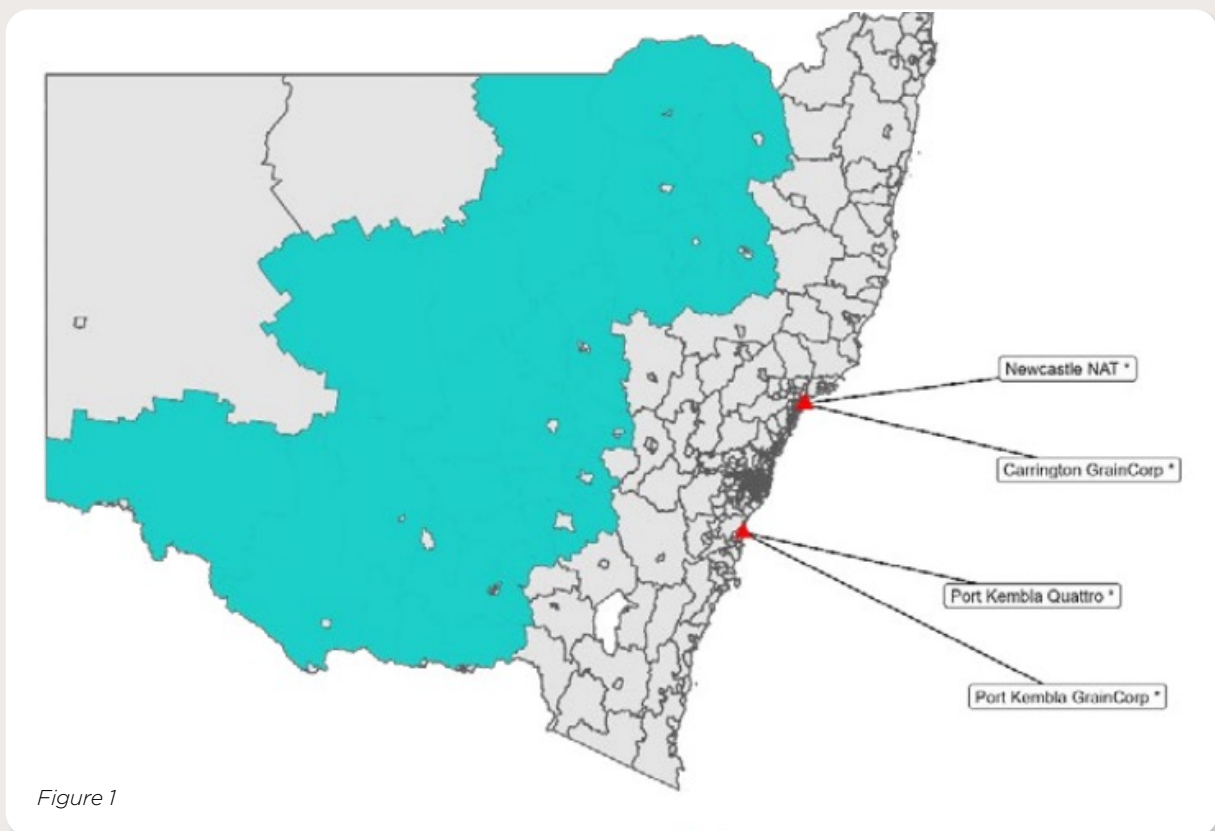 Newcastle NAT *
Carrington GrainCorp *
Port Kembla Quattro *
Port Kembla GrainCorp *
Figure 1